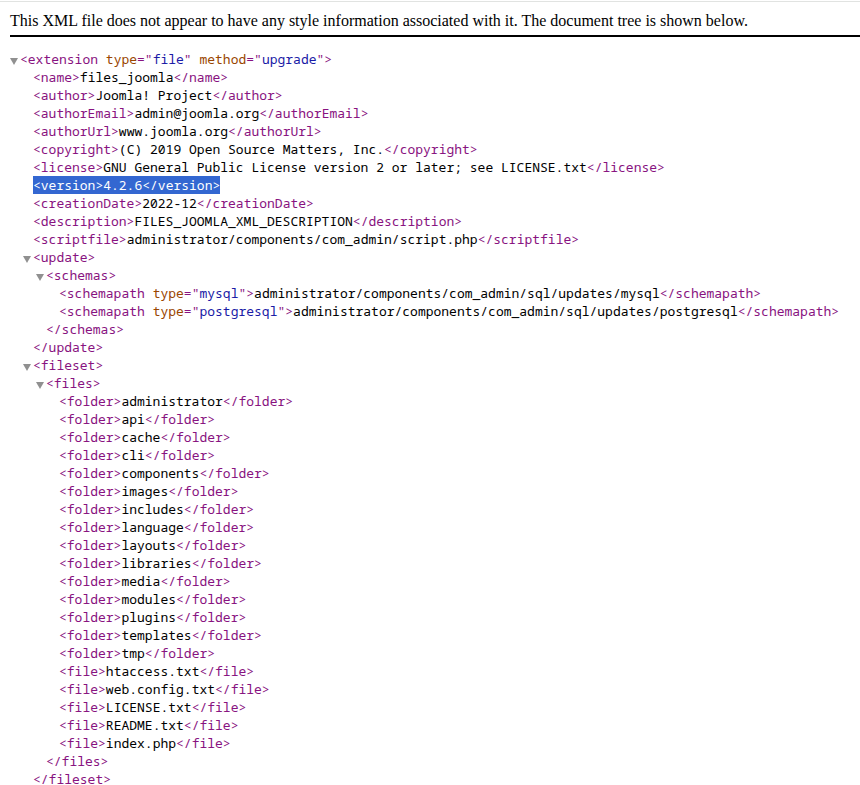 This XML file does not appear to have any style information associated with it. The document tree is shown below.
<extension type="file" method="upgrade">
<name>files_joomla</name>
<author>Joomla! Project</author>
<authorEmail>admin@joomla.org</authorEmail>
<authorUrl>www.joomla.org</authorUrl>
<copyright>(C) 2019 Open Source Matters, Inc.</copyright>
<license>GNU General Public License version 2 or later; see LICENSE.txt</license>
<version>4.2.6</version>
<creationDate>2022-12</creationDate>
<description>FILES_JOOMLA_XML_DESCRIPTION</description>
<scriptfile>administrator/components/com_admin/script.php</scriptfile>
<update>
<schemas>
<schemapath type="mysql">administrator/components/com_admin/sql/updates/mysql</schemapath>
<schemapath type="postgresql">administrator/components/com_admin/sql/updates/postgresql</schemapath>
</schemas>
</update>
<fileset>
<files>
<folder>administrator</folder>
<folder>api</folder>
<folder>cache</folder>
<folder>cli</folder>
<folder>components</folder>
<folder>images</folder>
<folder>includes</folder>
<folder>language</folder>
<folder>layouts</folder>
<folder>libraries</folder>
<folder>media</folder>
<folder>modules</folder>
<folder>plugins</folder>
<folder>templates</folder>
<folder>tmp</folder>
<file>htaccess.txt</file>
<file>web.config.txt</file>
<file>LICENSE.txt</file>
<file>README.txt</file>
<file>index.php</file>
</files>
</fileset>